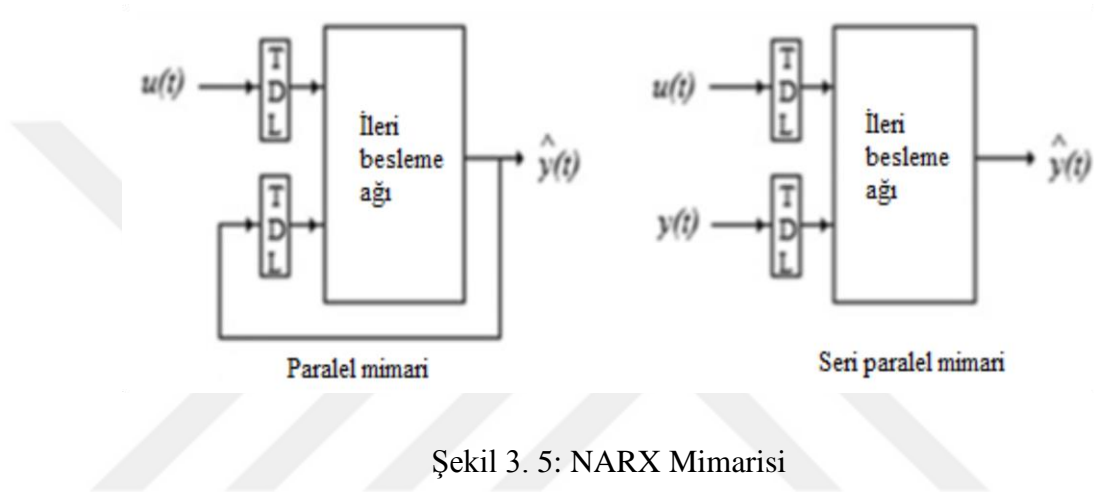 u(t)
T
D
L
İleri
besleme
ağı
ŷ(t)
T
D
L
Paralel mimari
u(t)
T
D
L
İleri
besleme
ağı
ŷ(t)
y(t)
T
D
L
Seri paralel mimari
Şekil 3. 5: NARX Mimarisi